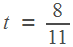 t = 8/11